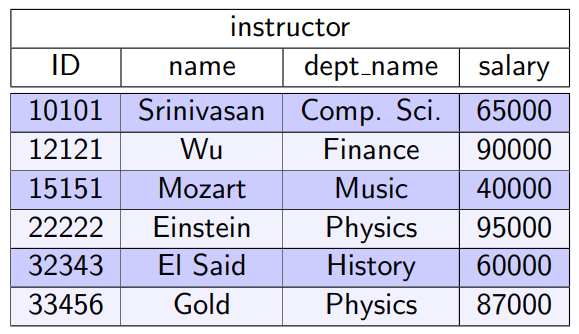 instructor
ID name dept_name salary
10101 Srinivasan Comp. Sci. 65000
12121 Wu Finance 90000
15151 Mozart Music 40000
22222 Einstein Physics 95000
32343 El Said History 60000
33456 Gold Physics 87000